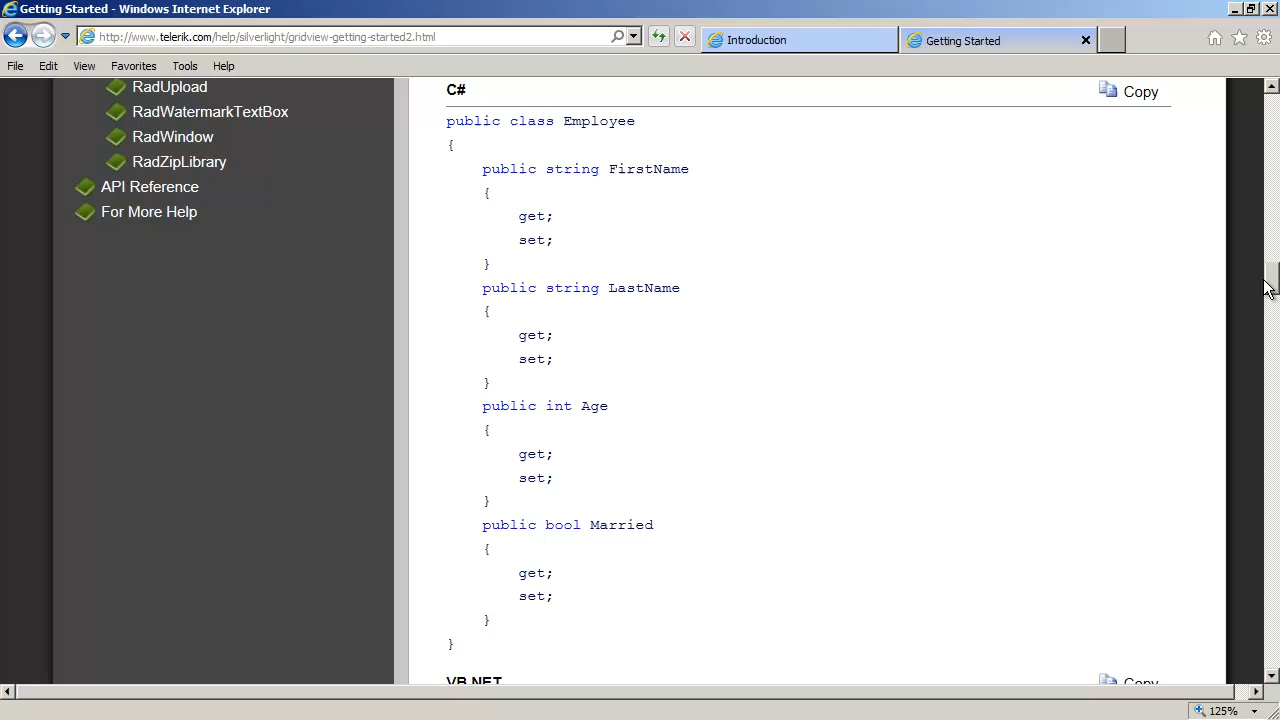 Getting Started - Windows Internet Explorer
http://www.telerik.com/help/silverlight/gridview-getting-started2.html
Introduction
Getting Started
File Edit View Favorites Tools Help
RadUpload
RadWatermarkTextBox
RadWindow
RadZipLibrary
API Reference
For More Help
C#
Copy
public class Employee
{
public string FirstName
{
get;
set;
}
public string LastName
{
get;
set;
}
public int Age
{
get;
set;
}
public bool Married
{
get;
set;
}
}
VB.NET
Copy
125%